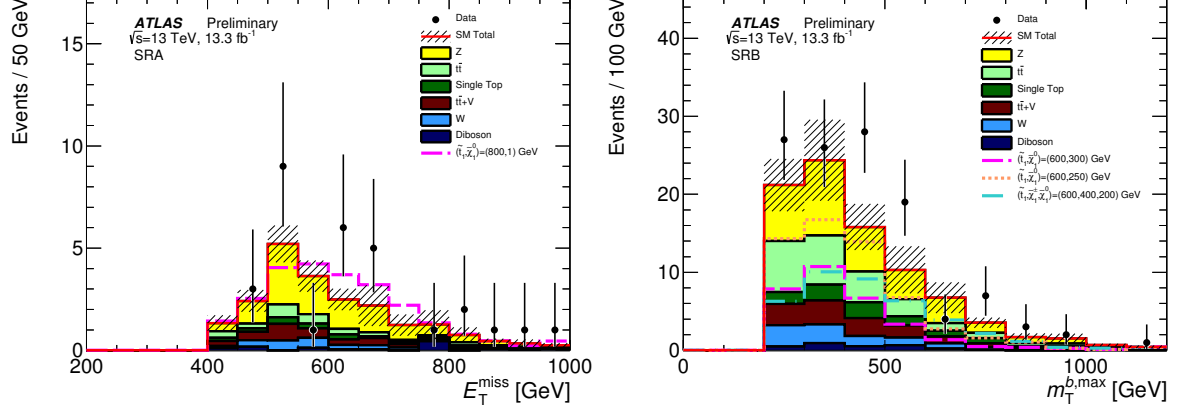 Events / 50 GeV
15
10
5
0
200 400 600 800 1000
E_T^miss [GeV]
ATLAS Preliminary
√s=13 TeV, 13.3 fb⁻¹
SRA
Data
SM Total
Z
tt̄
Single Top
tt̄+V
W
Diboson
(t̃₁,χ̃₁⁰)=(800,1) GeV
Events / 100 GeV
40
30
20
10
0
0 500 1000
m_T^b,max [GeV]
ATLAS Preliminary
√s=13 TeV, 13.3 fb⁻¹
SRB
Data
SM Total
Z
tt̄
Single Top
tt̄+V
W
Diboson
(t̃₁,χ̃₁⁰)=(600,300) GeV
(t̃₁,χ̃₁⁰)=(600,250) GeV
(t̃₁,χ̃₁±,χ̃₁⁰)=(600,400,200) GeV